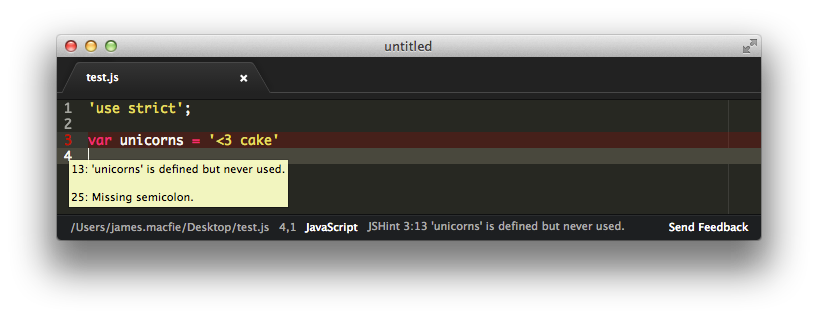 untitled
test.js ×
1 'use strict';
2
3 var unicorns = '<3 cake'
4
13: 'unicorns' is defined but never used.
25: Missing semicolon.
/Users/james.macfie/Desktop/test.js 4,1 JavaScript JSHint 3:13 'unicorns' is defined but never used. Send Feedback